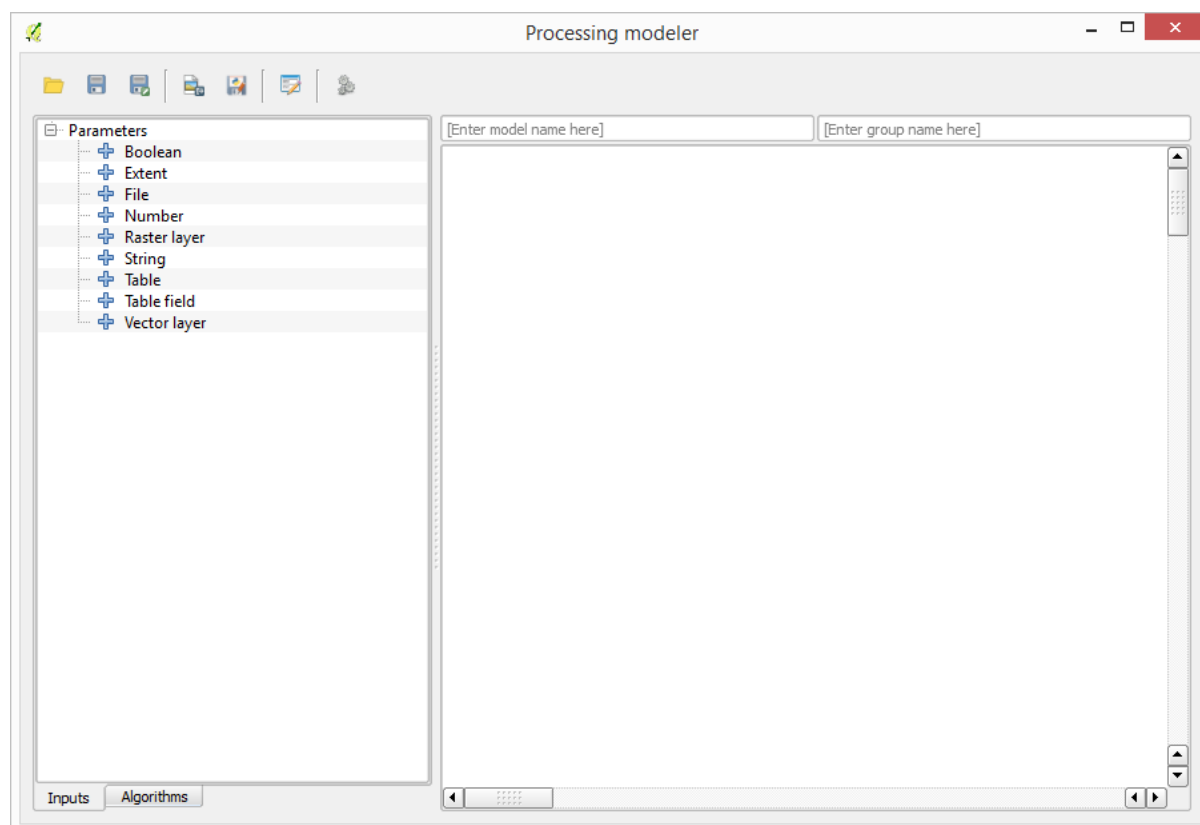 Processing modeler
Parameters
Boolean
Extent
File
Number
Raster layer
String
Table
Table field
Vector layer
Inputs
Algorithms
[Enter model name here]
[Enter group name here]